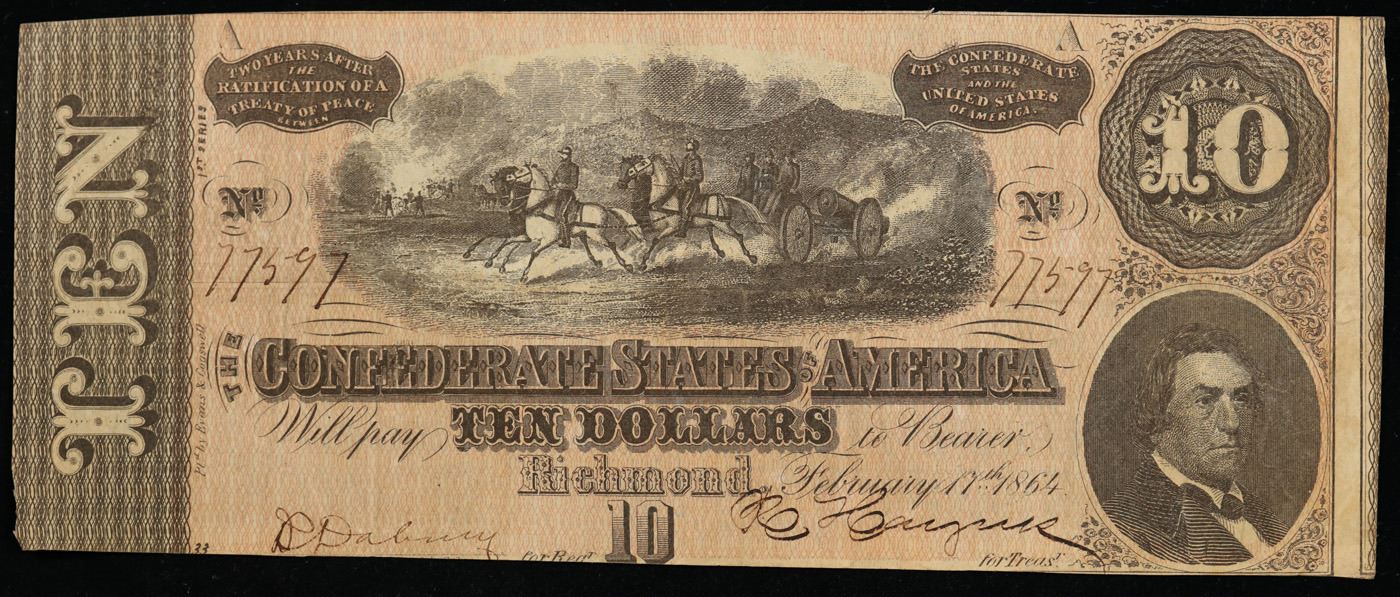 TEN
A
A
TWO YEARS AFTER
THE
RATIFICATION OF A
TREATY OF PEACE
BETWEEN
THE CONFEDERATE
STATES
AND THE
UNITED STATES
OF AMERICA.
10
1ST SERIES
No.
No.
77597
77597
THE CONFEDERATE STATES OF AMERICA
Will pay TEN DOLLARS to Bearer,
Richmond, February 17th. 1864.
Ptd. by Evans & Cogswell
33
for Regr.
10
for Treasr.